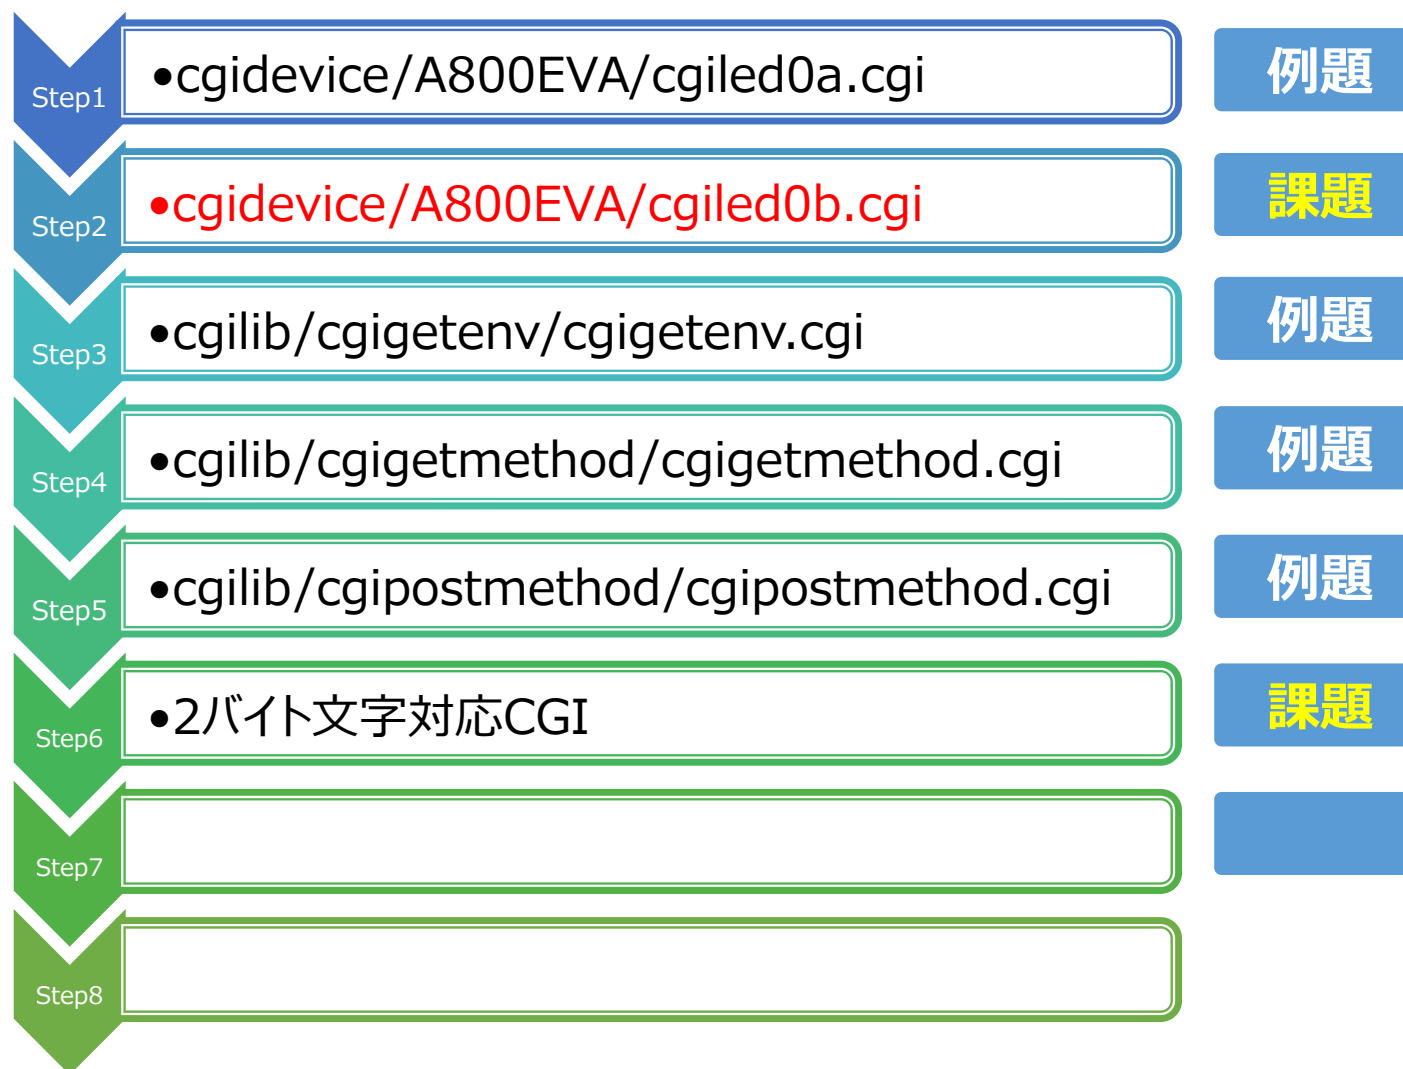 Step1
•cgidevice/A800EVA/cgiled0a.cgi
例題
Step2
•cgidevice/A800EVA/cgiled0b.cgi
課題
Step3
•cgilib/cgigetenv/cgigetenv.cgi
例題
Step4
•cgilib/cgigetmethod/cgigetmethod.cgi
例題
Step5
•cgilib/cgipostmethod/cgipostmethod.cgi
例題
Step6
•2バイト文字対応CGI
課題
Step7
Step8